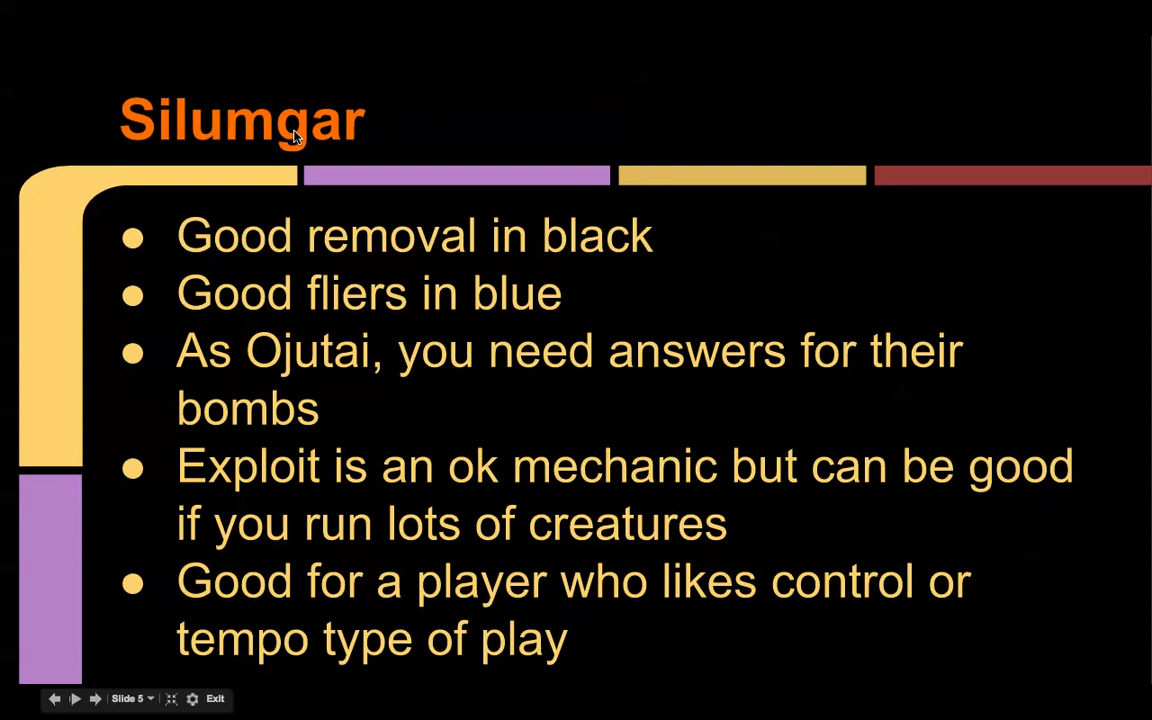 Silumgar
● Good removal in black
● Good fliers in blue
● As Ojutai, you need answers for their
bombs
● Exploit is an ok mechanic but can be good
if you run lots of creatures
● Good for a player who likes control or
tempo type of play
Slide 5 Exit